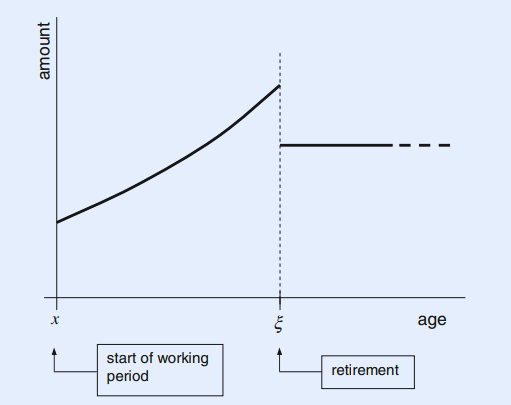 amount
x
ξ
age
start of working
period
retirement